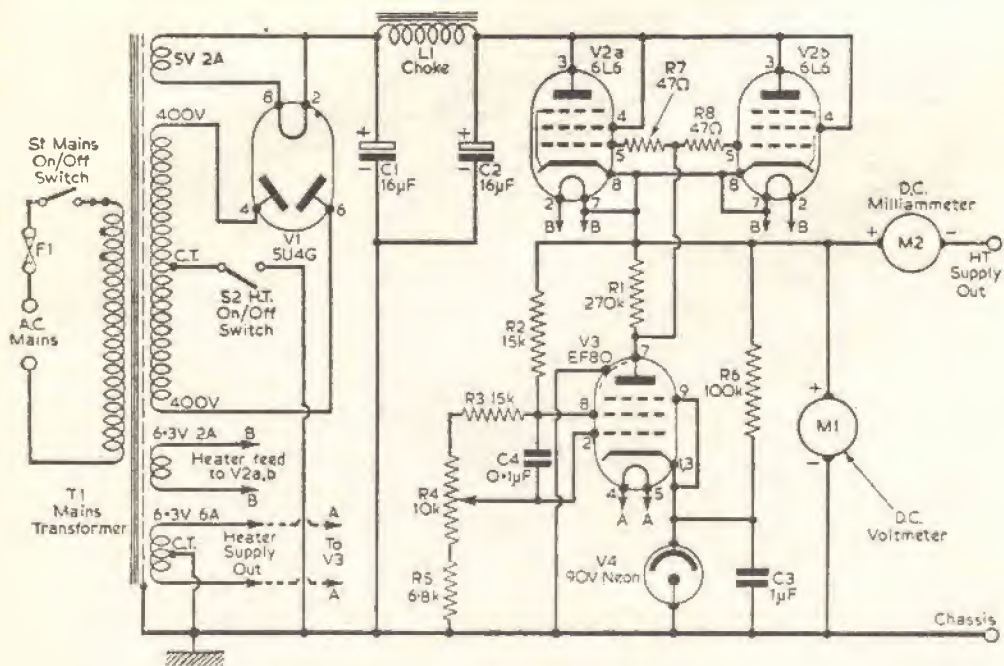 5V 2A
L1
Choke
V2a
6L6
V2b
6L6
R7
47Ω
R8
47Ω
3
3
4
4
5
5
8
8
2
7
7
2
B
B
B
B
8
2
400V
4
6
V1
5U4G
+
-
C1
16µF
+
-
C2
16µF
S1 Mains
On/Off
Switch
F1
A.C.
Mains
T1
Mains
Transformer
C.T.
S2 H.T.
On/Off
Switch
400V
D.C.
Milliammeter
+
M2
-
HT
Supply
Out
R1
270k
R2
15k
V3
EF80
7
R3 15k
8
2
9
1,3
4
5
A
A
C4
0·1µF
R4
10k
R5
6·8k
R6
100k
+
M1
-
D.C.
Voltmeter
V4
90V Neon
C3
1µF
6·3V 2A
B
Heater feed
to V2a,b
B
6·3V 6A
A
C.T.
Heater
Supply
Out
To
V3
A
Chassis